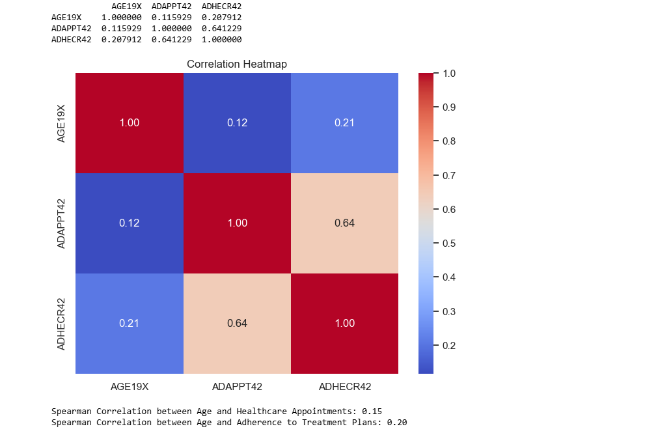 AGE19X ADAPPT42 ADHECR42
AGE19X 1.000000 0.115929 0.207912
ADAPPT42 0.115929 1.000000 0.641229
ADHECR42 0.207912 0.641229 1.000000
Correlation Heatmap
1.0
AGE19X
1.00 0.12 0.21
0.9
0.8
0.7
ADAPPT42
0.12 1.00 0.64
0.6
0.5
0.4
ADHECR42
0.21 0.64 1.00
0.3
0.2
AGE19X ADAPPT42 ADHECR42
Spearman Correlation between Age and Healthcare Appointments: 0.15
Spearman Correlation between Age and Adherence to Treatment Plans: 0.20